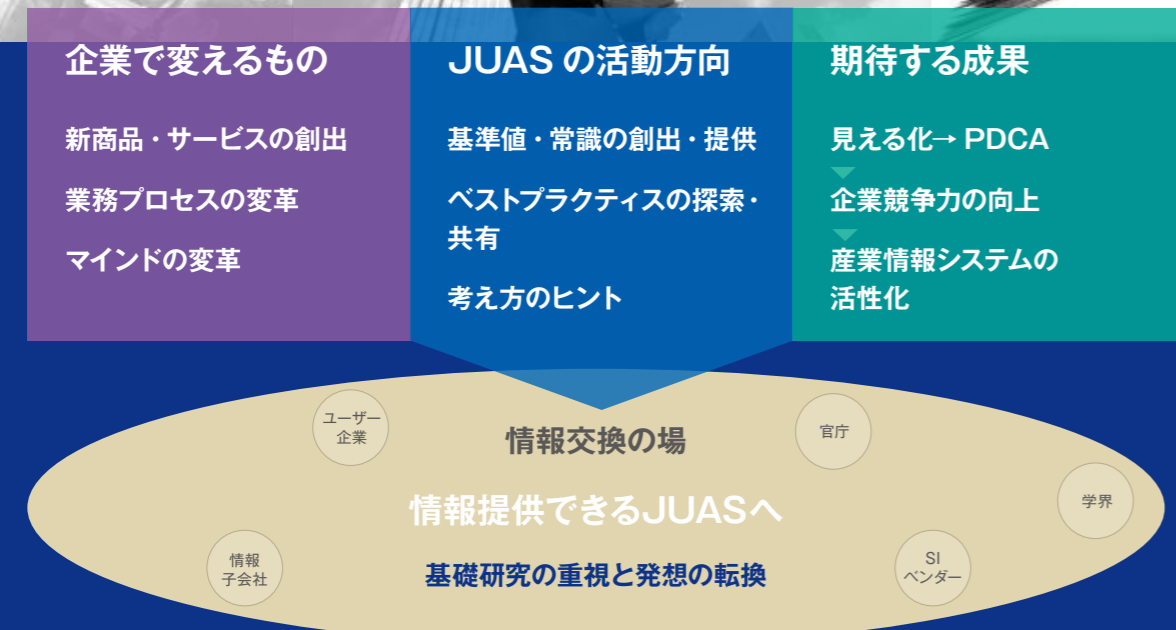 企業で変えるもの
新商品・サービスの創出
業務プロセスの変革
マインドの変革
JUAS の活動方向
基準値・常識の創出・提供
ベストプラクティスの探索・
共有
考え方のヒント
期待する成果
見える化→ PDCA
企業競争力の向上
産業情報システムの
活性化
ユーザー
企業
情報交換の場
官庁
学界
情報提供できるJUASへ
情報
子会社
基礎研究の重視と発想の転換
SI
ベンダー